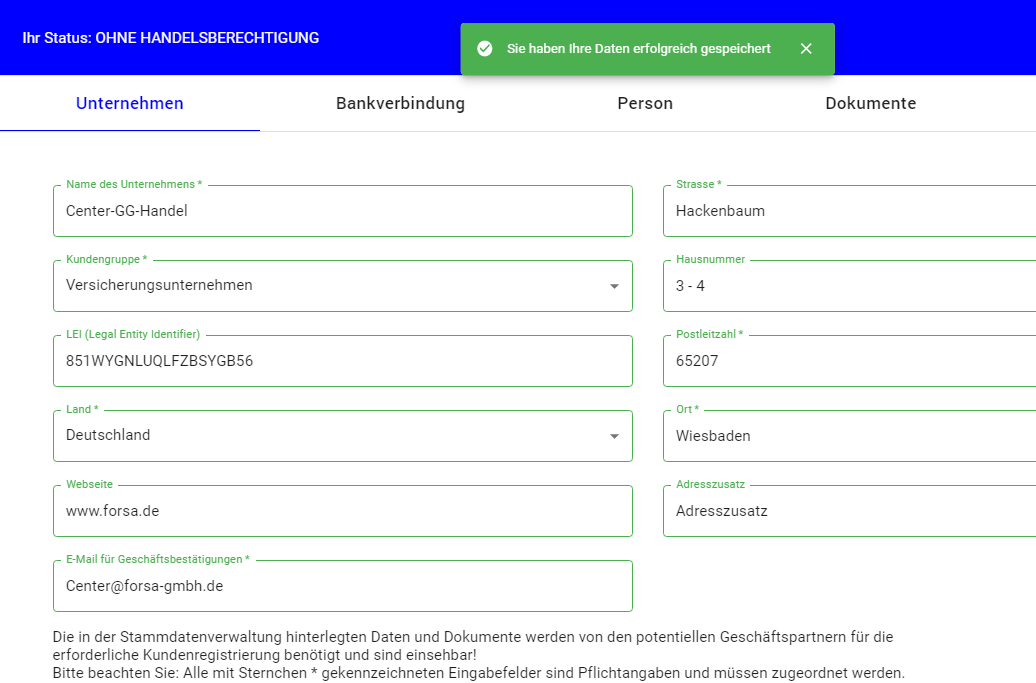 Ihr Status: OHNE HANDELSBERECHTIGUNG
Sie haben Ihre Daten erfolgreich gespeichert
Unternehmen Bankverbindung Person Dokumente
Name des Unternehmens *
Center-GG-Handel
Strasse *
Hackenbaum
Kundengruppe *
Versicherungsunternehmen
Hausnummer
3 - 4
LEI (Legal Entity Identifier)
851WYGNLUQLFZBSYGB56
Postleitzahl *
65207
Land *
Deutschland
Ort *
Wiesbaden
Webseite
www.forsa.de
Adresszusatz
Adresszusatz
E-Mail für Geschäftsbestätigungen *
Center@forsa-gmbh.de
Die in der Stammdatenverwaltung hinterlegten Daten und Dokumente werden von den potentiellen Geschäftspartnern für die
erforderliche Kundenregistrierung benötigt und sind einsehbar!
Bitte beachten Sie: Alle mit Sternchen * gekennzeichneten Eingabefelder sind Pflichtangaben und müssen zugeordnet werden.